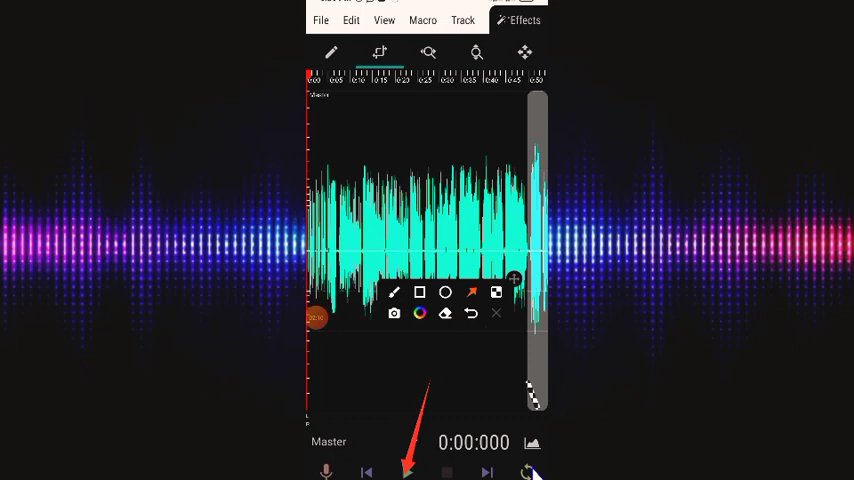 File Edit View Macro Track Effects
0:00 0:05 0:10 0:15 0:20 0:25 0:30 0:35 0:40 0:45 0:50
Master
L
R
Master 0:00:000